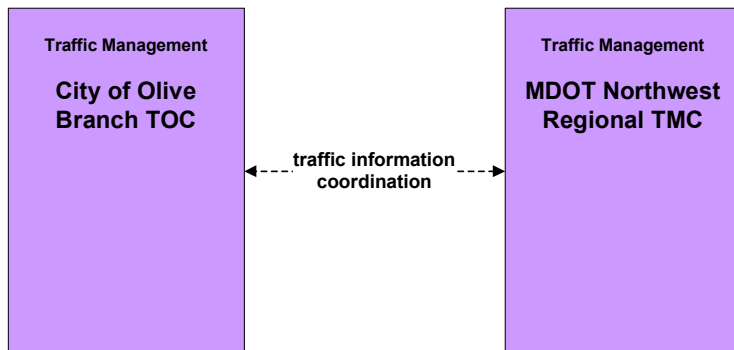 Traffic Management
City of Olive
Branch TOC
traffic information
coordination
Traffic Management
MDOT Northwest
Regional TMC